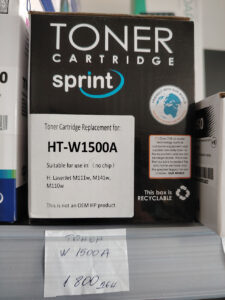 TONER
CARTRIDGE
sprint
Toner Cartridge Replacement for:
HT-W1500A
Suitable for use in (no chip)
H. LaserJet M111w, M141w,
M110w
This is not an OEM HP product
This box is
RECYCLABLE
ТОНЕР
W 1500A
1 800